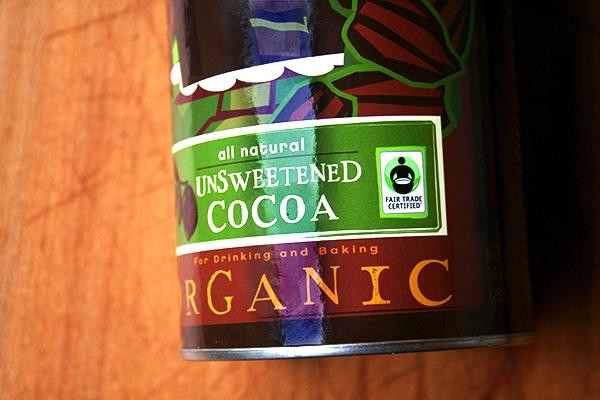 all natural
UNSWEETENED
COCOA
FAIR TRADE
CERTIFIED
For Drinking and Baking
ORGANIC